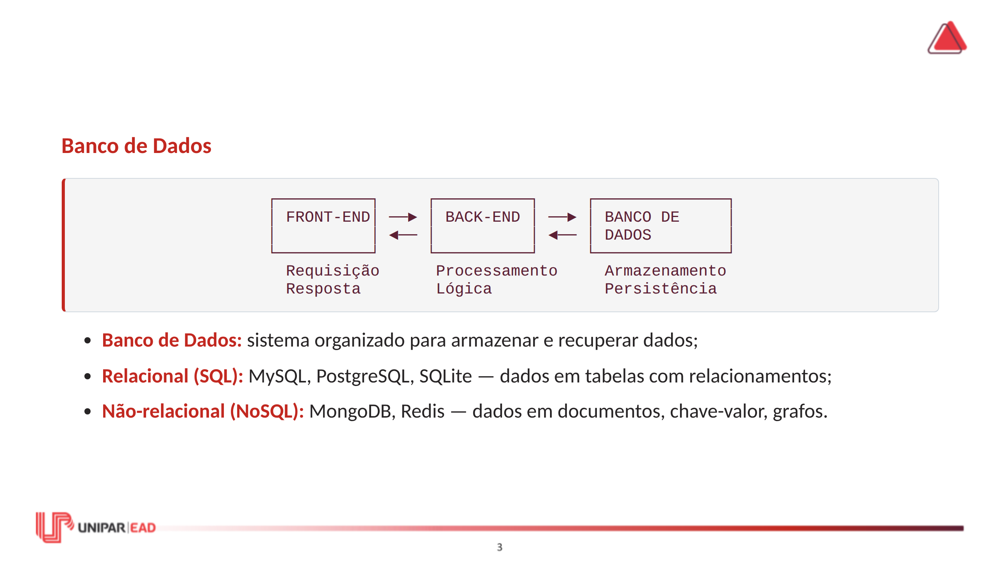 Banco de Dados
FRONT-END ──► BACK-END ──► BANCO DE
◄── ◄── DADOS
Requisição Processamento Armazenamento
Resposta Lógica Persistência
• Banco de Dados: sistema organizado para armazenar e recuperar dados;
• Relacional (SQL): MySQL, PostgreSQL, SQLite — dados em tabelas com relacionamentos;
• Não-relacional (NoSQL): MongoDB, Redis — dados em documentos, chave-valor, grafos.
UNIPAR|EAD
3